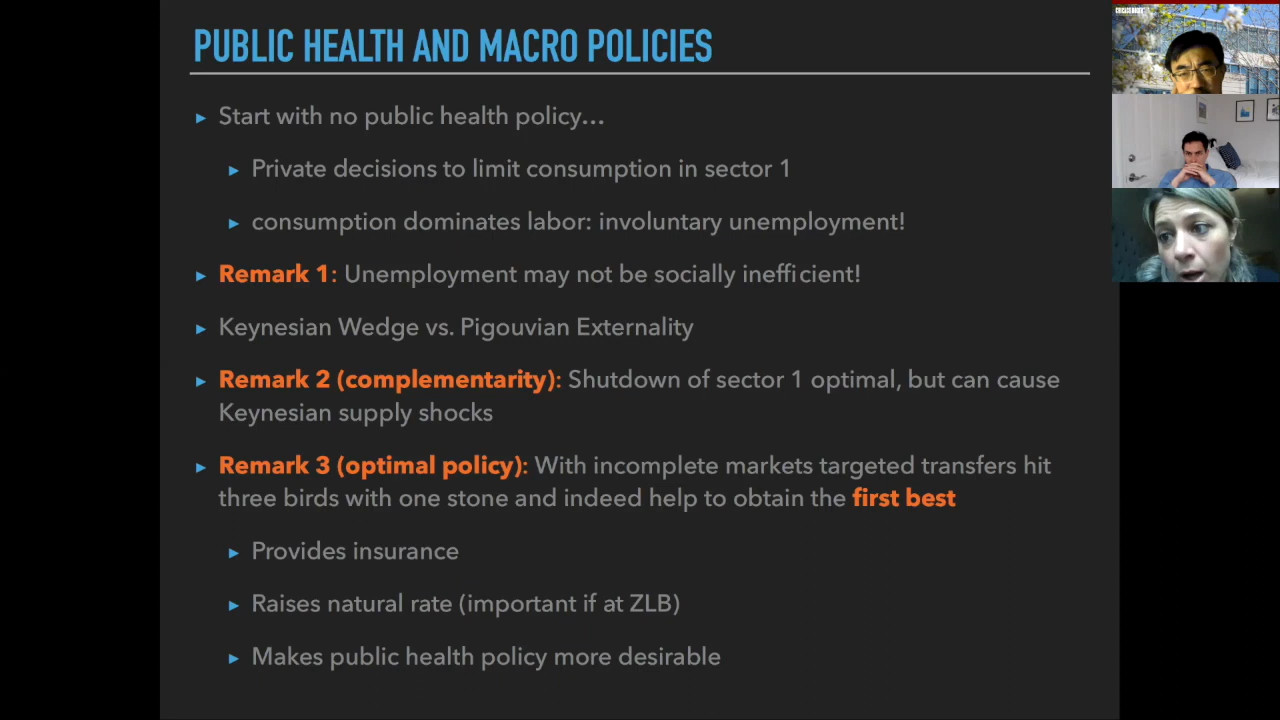 PUBLIC HEALTH AND MACRO POLICIES
Start with no public health policy…
Private decisions to limit consumption in sector 1
consumption dominates labor: involuntary unemployment!
Remark 1: Unemployment may not be socially inefficient!
Keynesian Wedge vs. Pigouvian Externality
Remark 2 (complementarity): Shutdown of sector 1 optimal, but can cause
Keynesian supply shocks
Remark 3 (optimal policy): With incomplete markets targeted transfers hit
three birds with one stone and indeed help to obtain the first best
Provides insurance
Raises natural rate (important if at ZLB)
Makes public health policy more desirable